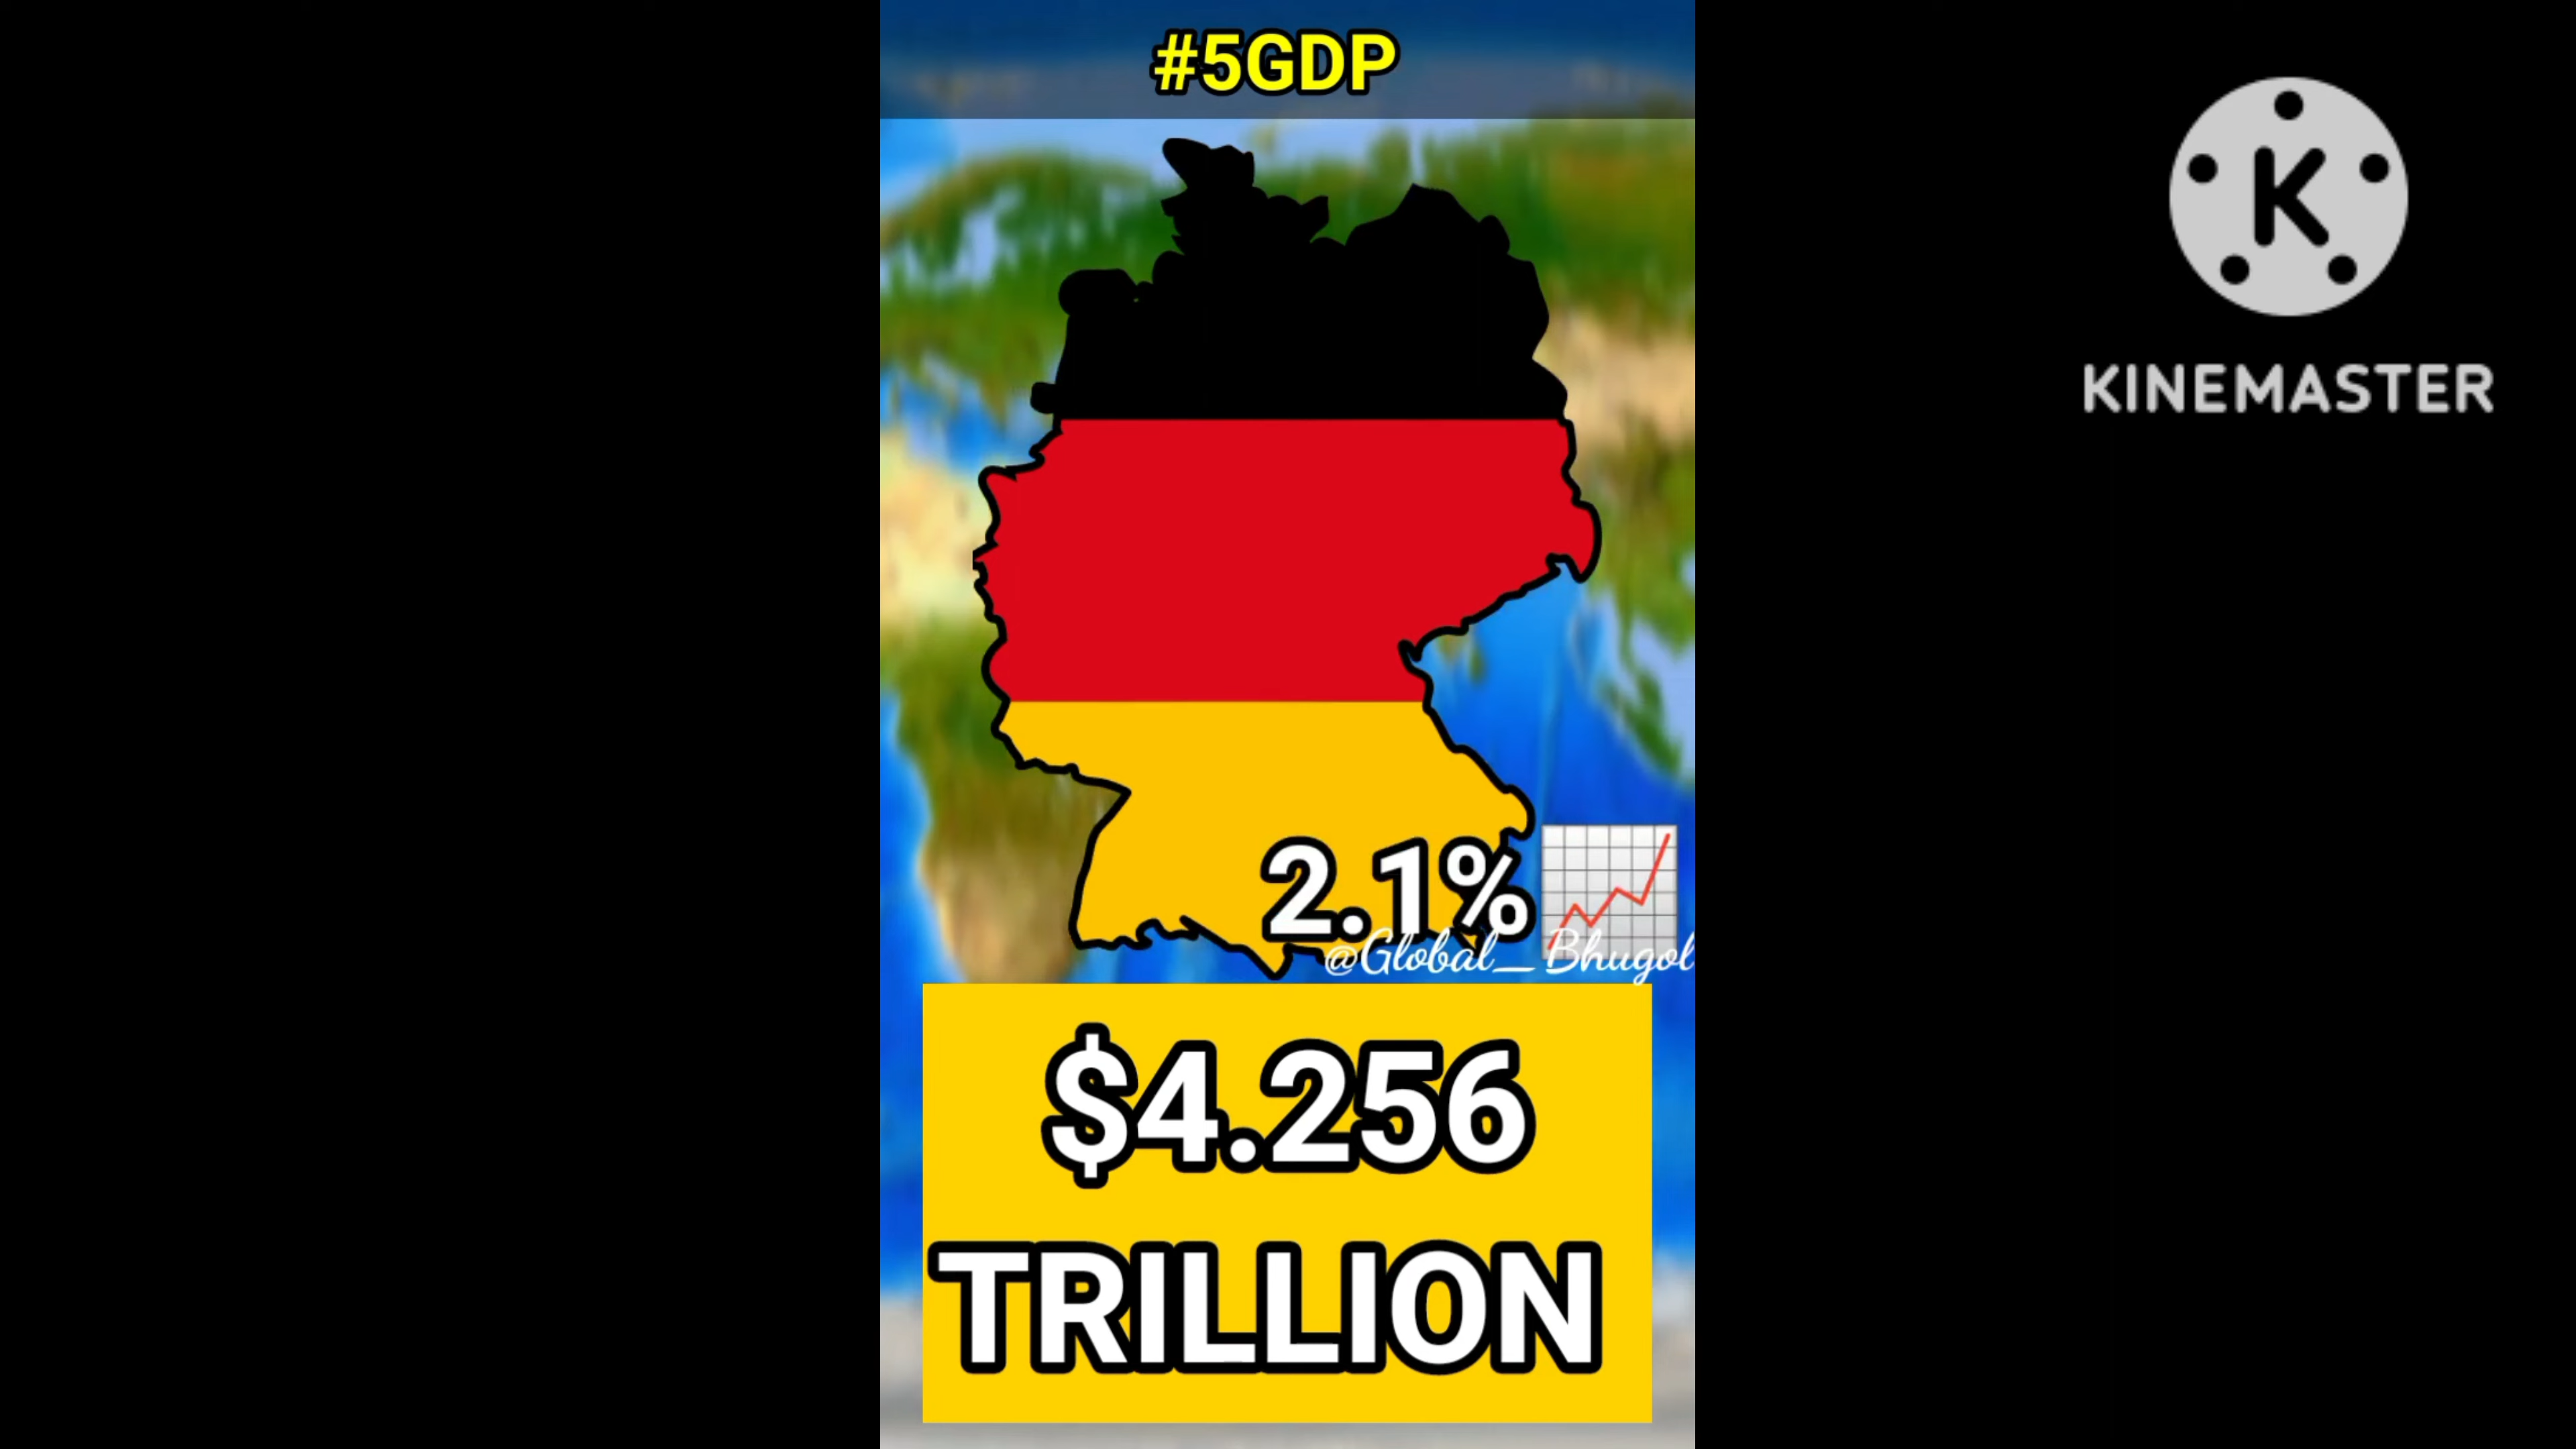 #5GDP
K
KINEMASTER
2.1%
@Global_Bhugol
$4.256
TRILLION